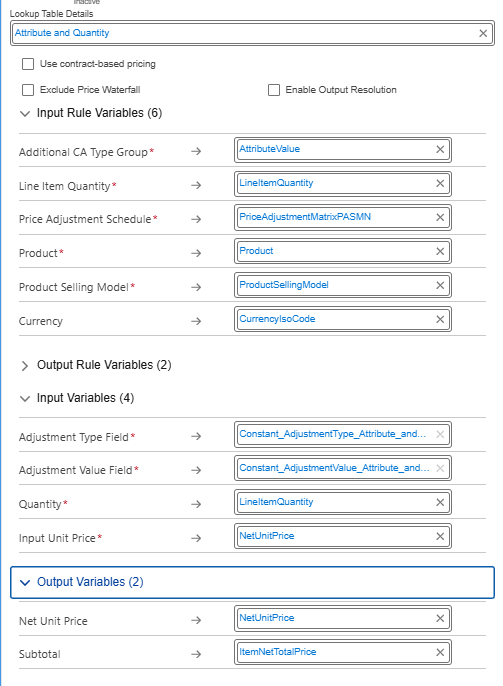 Inactive
Lookup Table Details
Attribute and Quantity
Use contract-based pricing
Exclude Price Waterfall
Enable Output Resolution
Input Rule Variables (6)
Additional CA Type Group*
AttributeValue
Line Item Quantity*
LineItemQuantity
Price Adjustment Schedule*
PriceAdjustmentMatrixPASMN
Product*
Product
Product Selling Model*
ProductSellingModel
Currency
CurrencyIsoCode
Output Rule Variables (2)
Input Variables (4)
Adjustment Type Field*
Constant_AdjustmentType_Attribute_and...
Adjustment Value Field*
Constant_AdjustmentValue_Attribute_and...
Quantity*
LineItemQuantity
Input Unit Price*
NetUnitPrice
Output Variables (2)
Net Unit Price
NetUnitPrice
Subtotal
ItemNetTotalPrice